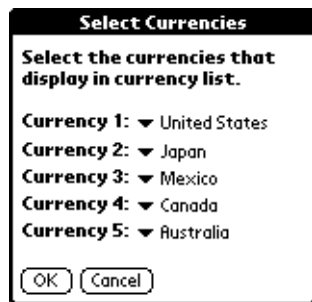 Select Currencies
Select the currencies that
display in currency list.
Currency 1: United States
Currency 2: Japan
Currency 3: Mexico
Currency 4: Canada
Currency 5: Australia
OK Cancel